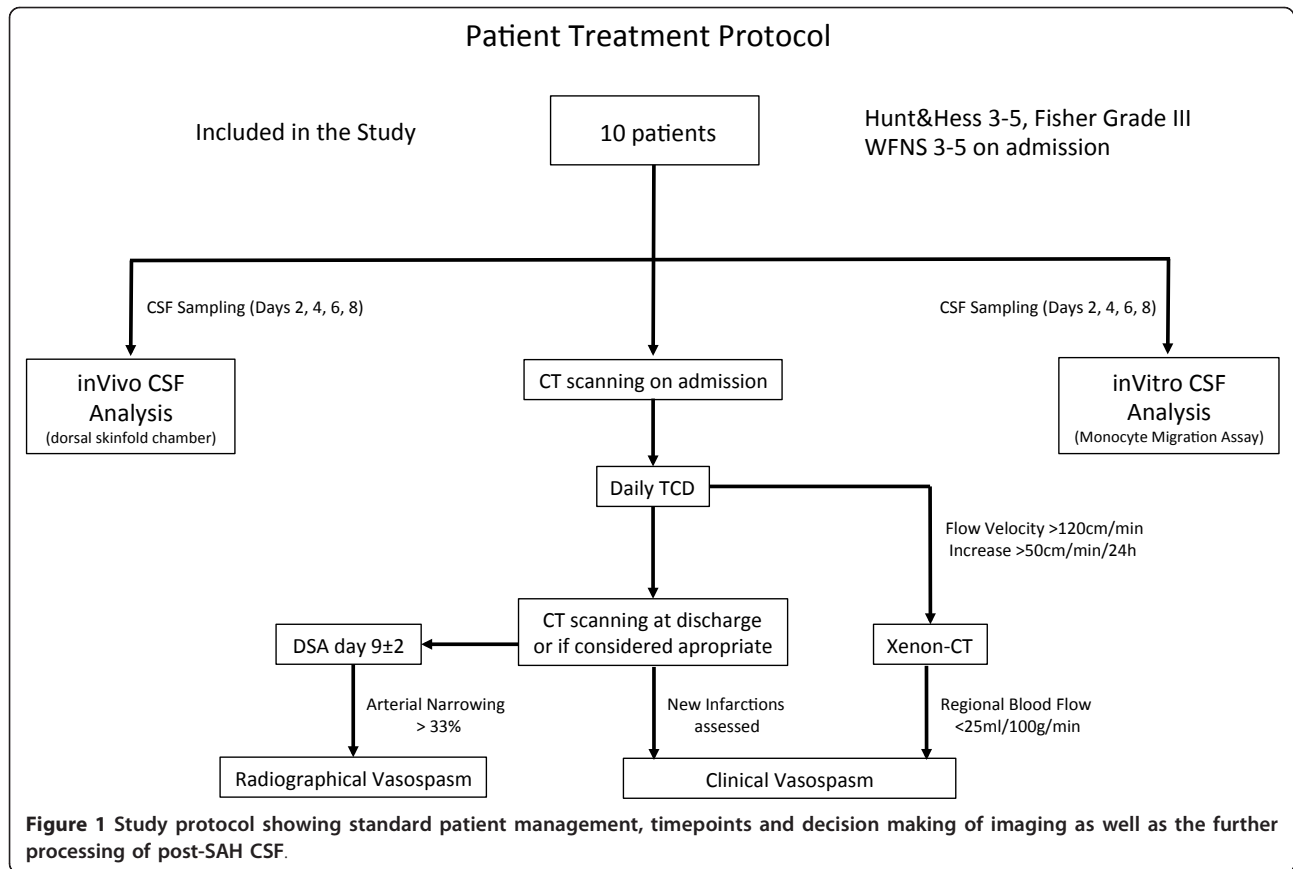 Patient Treatment Protocol
Included in the Study
10 patients
Hunt&Hess 3-5, Fisher Grade III
WFNS 3-5 on admission
CSF Sampling (Days 2, 4, 6, 8)
CSF Sampling (Days 2, 4, 6, 8)
inVivo CSF
Analysis
(dorsal skinfold chamber)
CT scanning on admission
inVitro CSF
Analysis
(Monocyte Migration Assay)
Daily TCD
Flow Velocity >120cm/min
Increase >50cm/min/24h
DSA day 9±2
CT scanning at discharge
or if considered apropriate
Xenon-CT
Arterial Narrowing
> 33%
New Infarctions
assessed
Regional Blood Flow
<25ml/100g/min
Radiographical Vasospasm
Clinical Vasospasm
Figure 1 Study protocol showing standard patient management, timepoints and decision making of imaging as well as the further
processing of post-SAH CSF.